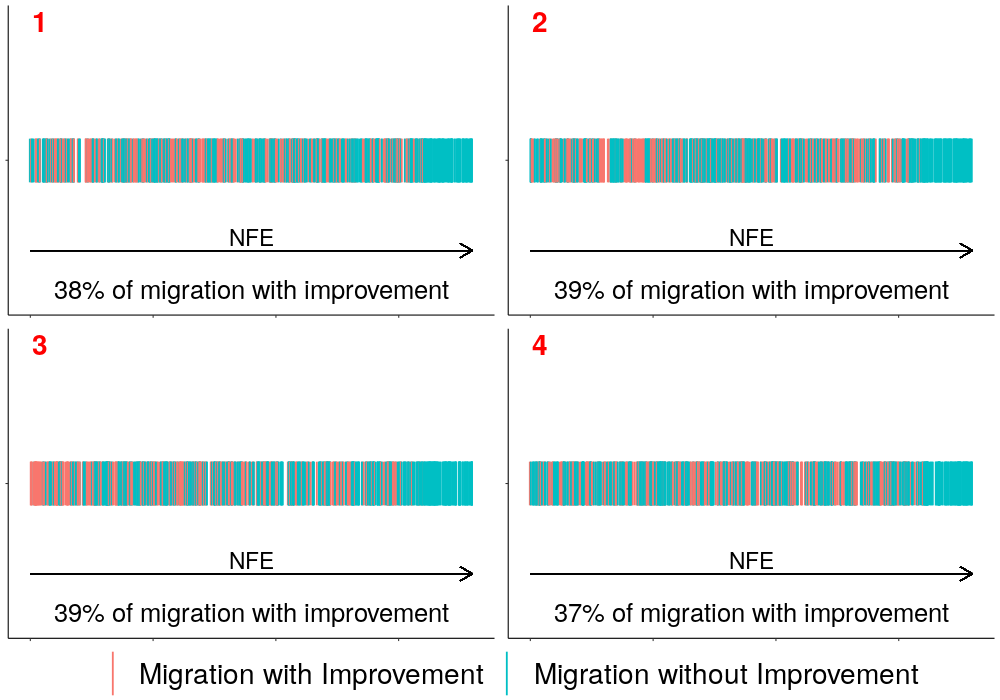 1
NFE
38% of migration with improvement
2
NFE
39% of migration with improvement
3
NFE
39% of migration with improvement
4
NFE
37% of migration with improvement
Migration with Improvement
Migration without Improvement